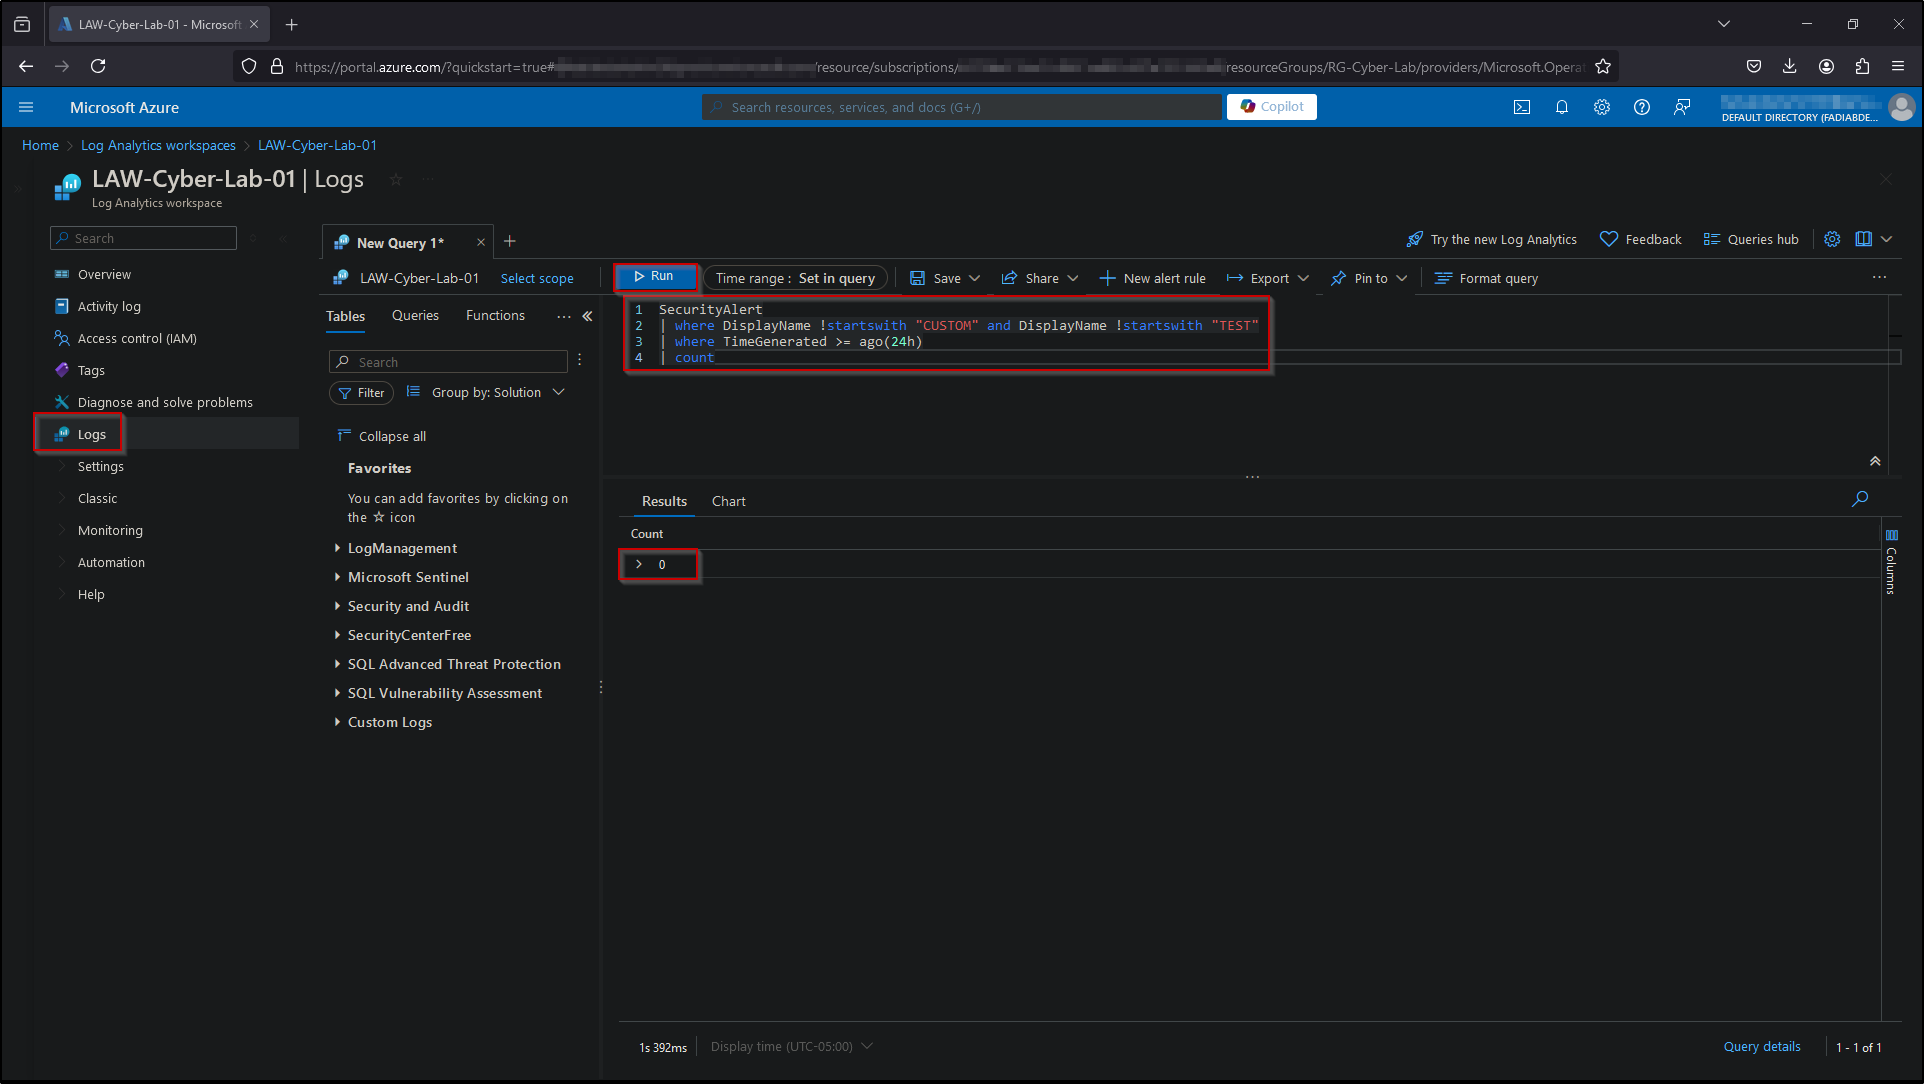 LAW-Cyber-Lab-01 - Microsoft
https://portal.azure.com/?quickstart=true#
/resource/subscriptions/
resourceGroups/RG-Cyber-Lab/providers/Microsoft.Opera
Microsoft Azure
Search resources, services, and docs (G+/)
Copilot
DEFAULT DIRECTORY (FADIABDE...
Home > Log Analytics workspaces > LAW-Cyber-Lab-01
LAW-Cyber-Lab-01 | Logs
Log Analytics workspace
Search
Overview
Activity log
Access control (IAM)
Tags
Diagnose and solve problems
Logs
Settings
Classic
Monitoring
Automation
Help
New Query 1*
Try the new Log Analytics
Feedback
Queries hub
LAW-Cyber-Lab-01
Select scope
Run
Time range : Set in query
Save
Share
New alert rule
Export
Pin to
Format query
Tables
Queries
Functions
Search
Filter
Group by: Solution
Collapse all
Favorites
You can add favorites by clicking on
the ☆ icon
LogManagement
Microsoft Sentinel
Security and Audit
SecurityCenterFree
SQL Advanced Threat Protection
SQL Vulnerability Assessment
Custom Logs
1 SecurityAlert
2 | where DisplayName !startswith "CUSTOM" and DisplayName !startswith "TEST"
3 | where TimeGenerated >= ago(24h)
4 | count
Results
Chart
Count
0
Columns
1s 392ms
Display time (UTC-05:00)
Query details
1 - 1 of 1